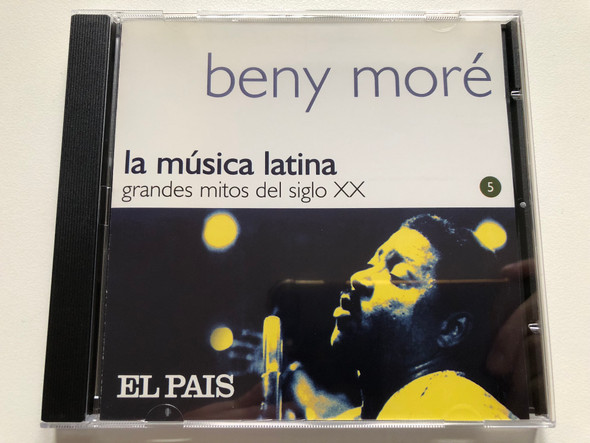 beny moré
la música latina
grandes mitos del siglo XX
5
EL PAIS